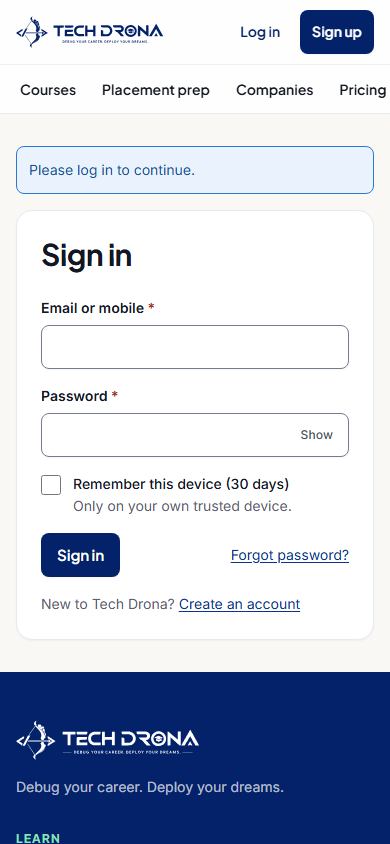 TECH DRONA
DEBUG YOUR CAREER. DEPLOY YOUR DREAMS.
Log in
Sign up
Courses
Placement prep
Companies
Pricing
Please log in to continue.
Sign in
Email or mobile *
Password *
Show
Remember this device (30 days)
Only on your own trusted device.
Sign in
Forgot password?
New to Tech Drona? Create an account
TECH DRONA
DEBUG YOUR CAREER. DEPLOY YOUR DREAMS.
Debug your career. Deploy your dreams.
LEARN